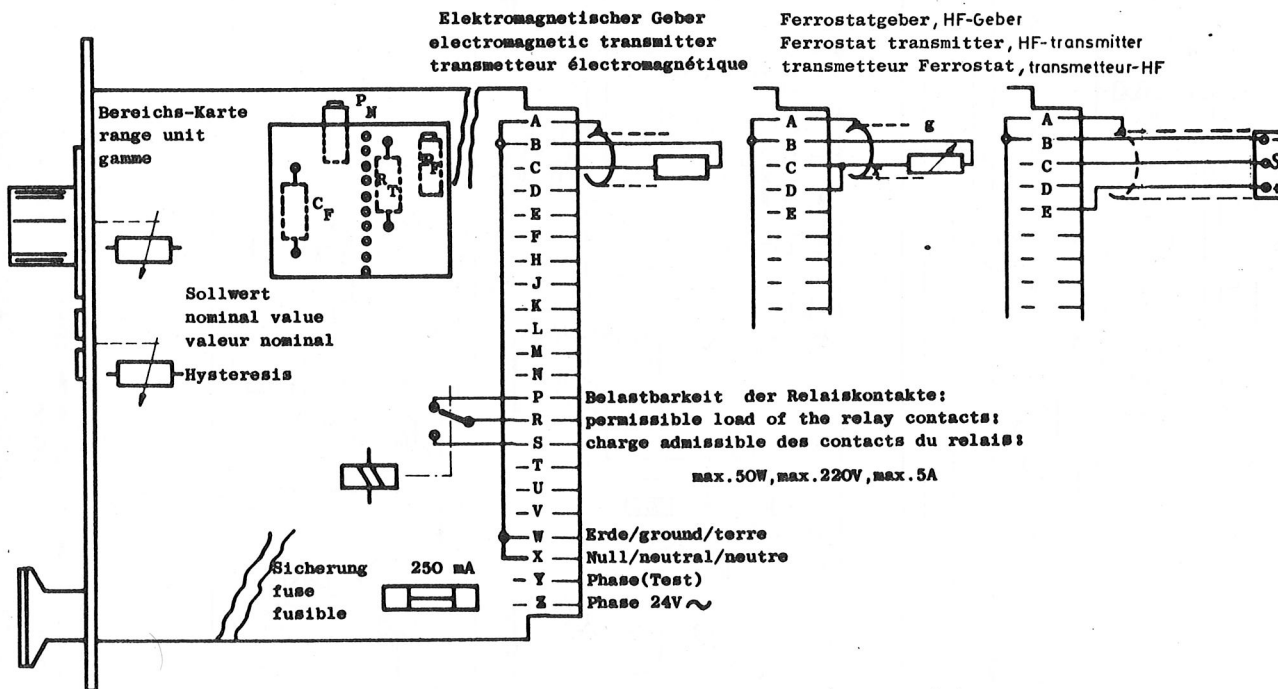 Elektromagnetischer Geber
electromagnetic transmitter
transmetteur électromagnétique
Ferrostatgeber, HF-Geber
Ferrostat transmitter, HF-transmitter
transmetteur Ferrostat, transmetteur-HF
Bereichs-Karte
range unit
gamme
P N
C F
R T
P F
Sollwert
nominal value
valeur nominal
Hysteresis
A
B
C
D
E
F
H
J
K
L
M
N
P
R
S
T
U
V
W
X
Y
Z
Belastbarkeit der Relaiskontakte:
permissible load of the relay contacts:
charge admissible des contacts du relais:
max.50W,max.220V,max.5A
Erde/ground/terre
Null/neutral/neutre
Phase(Test)
Phase 24V ~
Sicherung
fuse
fusible
250 mA
A
B
C
D
E
g
r
A
B
C
D
E